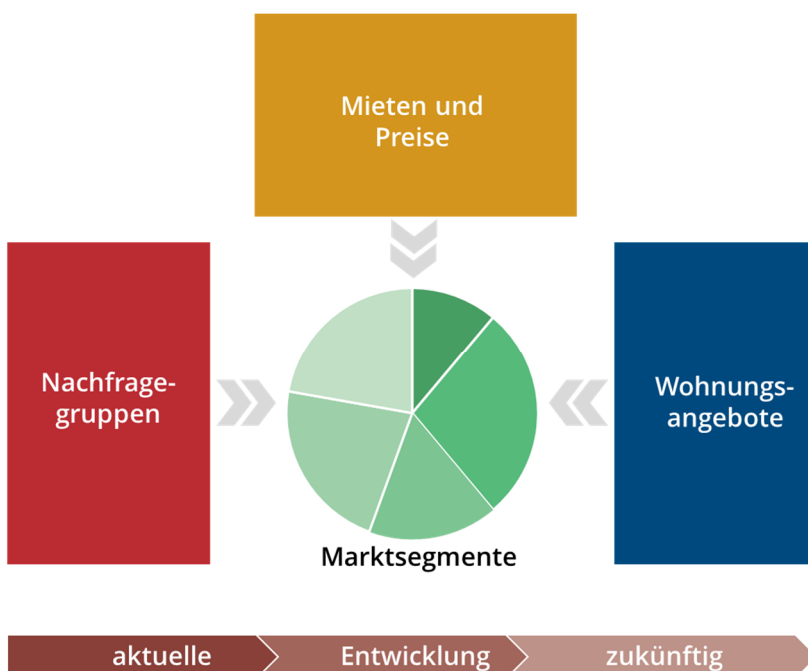 Mieten und
Preise
Nachfrage-
gruppen
Wohnungs-
angebote
Marktsegmente
aktuelle
Entwicklung
zukünftig